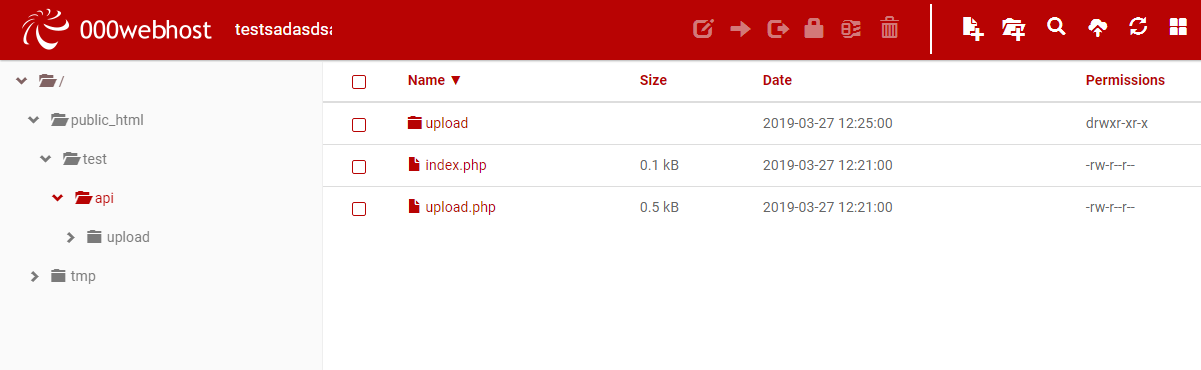 000webhost testsadasdsa
/
public_html
test
api
upload
tmp
Name ▼ Size Date Permissions
upload 2019-03-27 12:25:00 drwxr-xr-x
index.php 0.1 kB 2019-03-27 12:21:00 -rw-r--r--
upload.php 0.5 kB 2019-03-27 12:21:00 -rw-r--r--